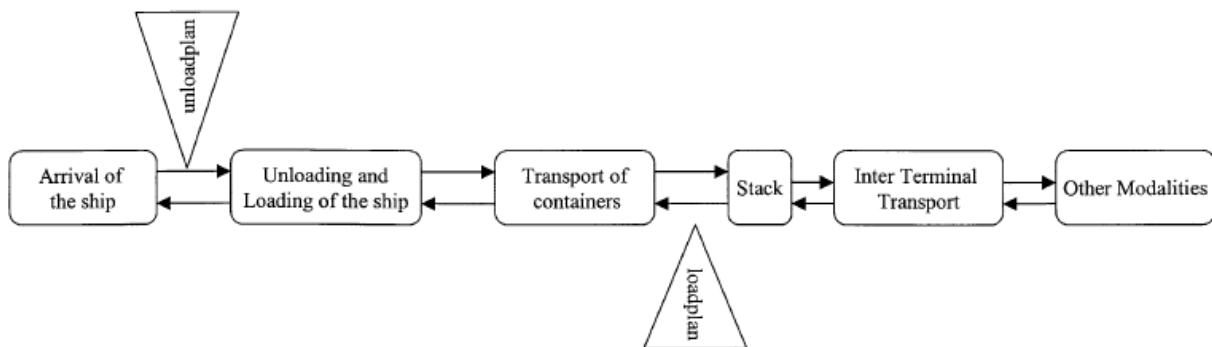 unloadplan
Arrival of
the ship
Unloading and
Loading of the ship
Transport of
containers
Stack
Inter Terminal
Transport
Other Modalities
loadplan